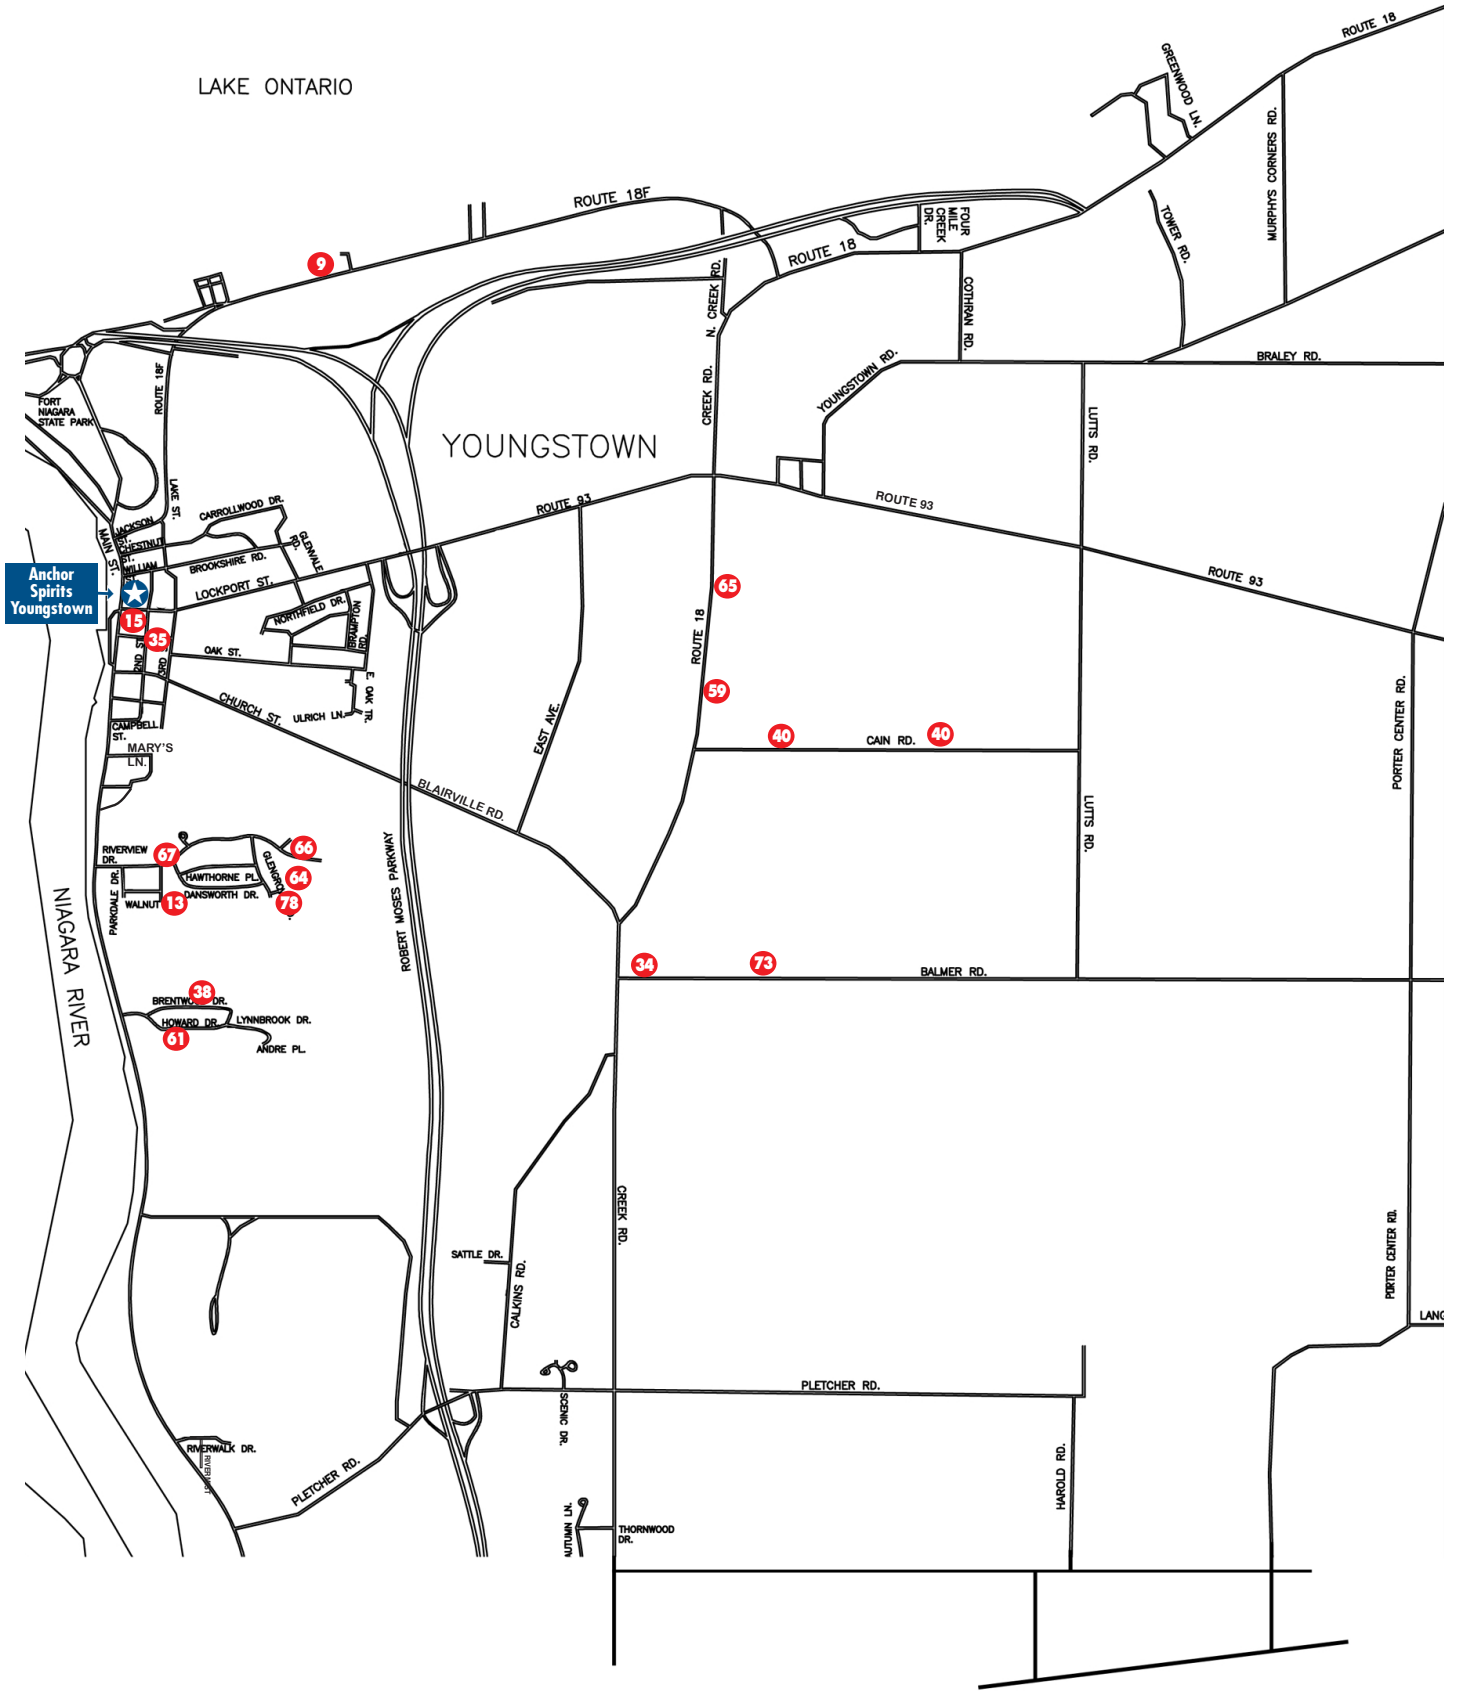 ROUTE 18
GREENWOOD LN.
LAKE ONTARIO
MURPHYS CORNERS RD.
ROUTE 18F
FOUR
MILE
CREEK
DR.
TOWER RD.
ROUTE 18
9
N. CREEK RD.
COTHRAN RD.
BRALEY RD.
YOUNGSTOWN RD.
ROUTE 18F
CREEK RD.
FORT
NIAGARA
STATE PARK
LUTTS RD.
YOUNGSTOWN
LAKE ST.
CARROLLWOOD DR.
ROUTE 93
ROUTE 93
JACKSON
ST.
MAIN ST.
CHESTNUT
ST.
GLENVALE
RD.
BROOKSHIRE RD.
WILLIAM
ST.
ROUTE 93
Anchor
Spirits
Youngstown
LOCKPORT ST.
65
NORTHFIELD DR.
BRAMPTON
RD.
15
35
ROUTE 18
2ND ST
3RD
OAK ST.
E. OAK TR.
59
PORTER CENTER RD.
CHURCH ST.
ULRICH LN.
CAMPBELL
ST.
EAST AVE.
40
CAIN RD.
40
MARY'S
LN.
BLAIRVILLE RD.
LUTTS RD.
ROBERT MOSES PARKWAY
RIVERVIEW
DR.
67
66
GLENGRO
HAWTHORNE PL.
64
DANSWORTH DR.
PARKDALE DR.
WALNUT
13
78
NIAGARA RIVER
34
73
BALMER RD.
38
BRENTWO DR.
HOWARD DR.
LYNNBROOK DR.
61
ANDRE PL.
CREEK RD.
PORTER CENTER RD.
SATTLE DR.
CALKINS RD.
LANG
PLETCHER RD.
SCENIC DR.
RIVERWALK DR.
RIVER MIST
PLETCHER RD.
HAROLD RD.
AUTUMN LN.
THORNWOOD
DR.